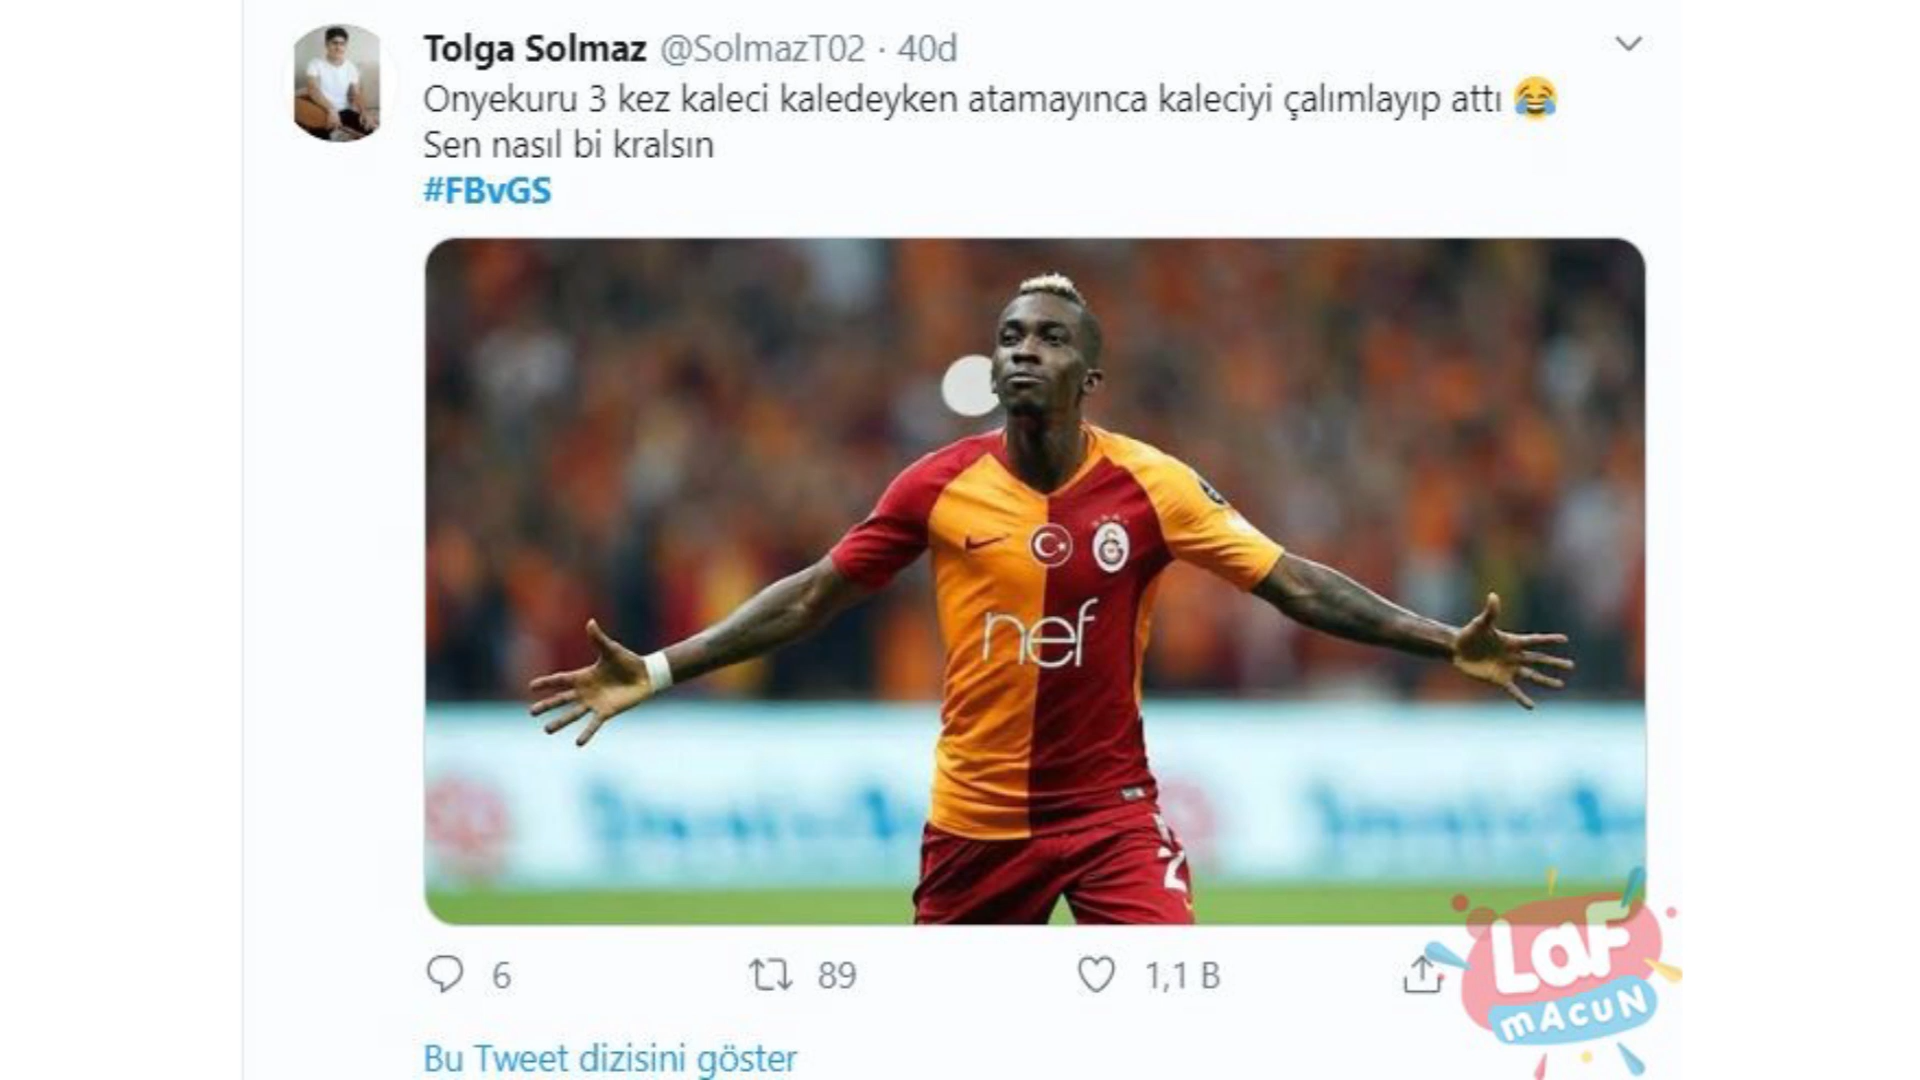 Tolga Solmaz @SolmazT02 · 40d
Onyekuru 3 kez kaleci kaledeyken atamayınca kaleciyi çalımlayıp attı 😂
Sen nasıl bi kralsın
#FBvGS
nef
2
6 89 1,1 B
LaF
mAcuN
Bu Tweet dizisini göster